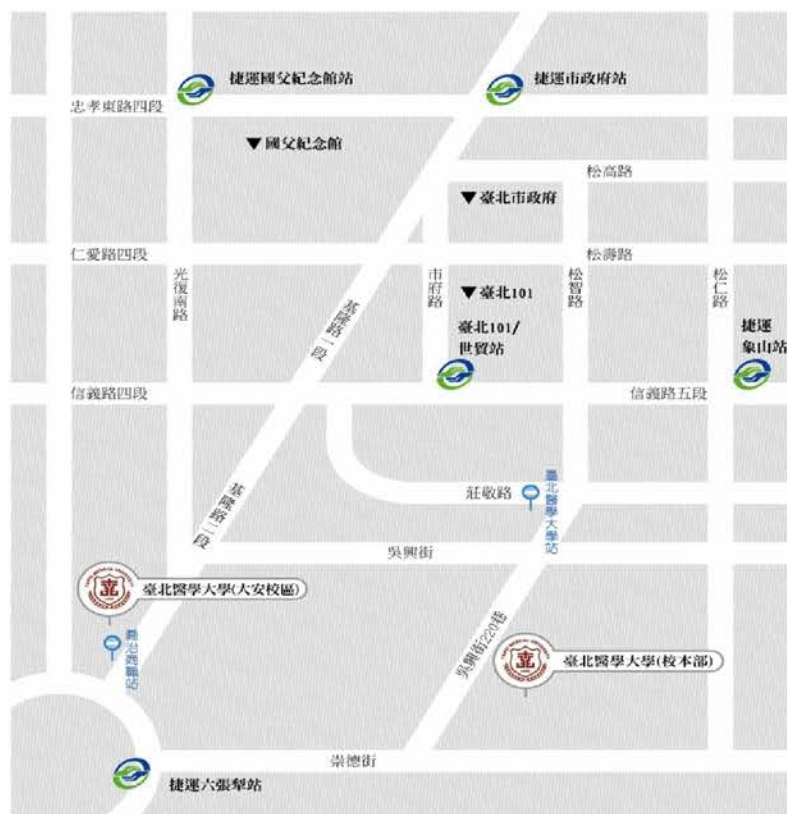 捷運國父紀念館站
捷運市政府站
忠孝東路四段
▼國父紀念館
松高路
▼臺北市政府
仁愛路四段
松壽路
光復南路
市府路
松智路
松仁路
▼臺北101
基隆路一段
臺北101/
世貿站
捷運
象山站
信義路四段
信義路五段
基隆路二段
莊敬路
臺北醫學大學站
吳興街
臺北醫學大學(大安校區)
吳興街220巷
喬治商職站
臺北醫學大學(校本部)
崇德街
捷運六張犁站